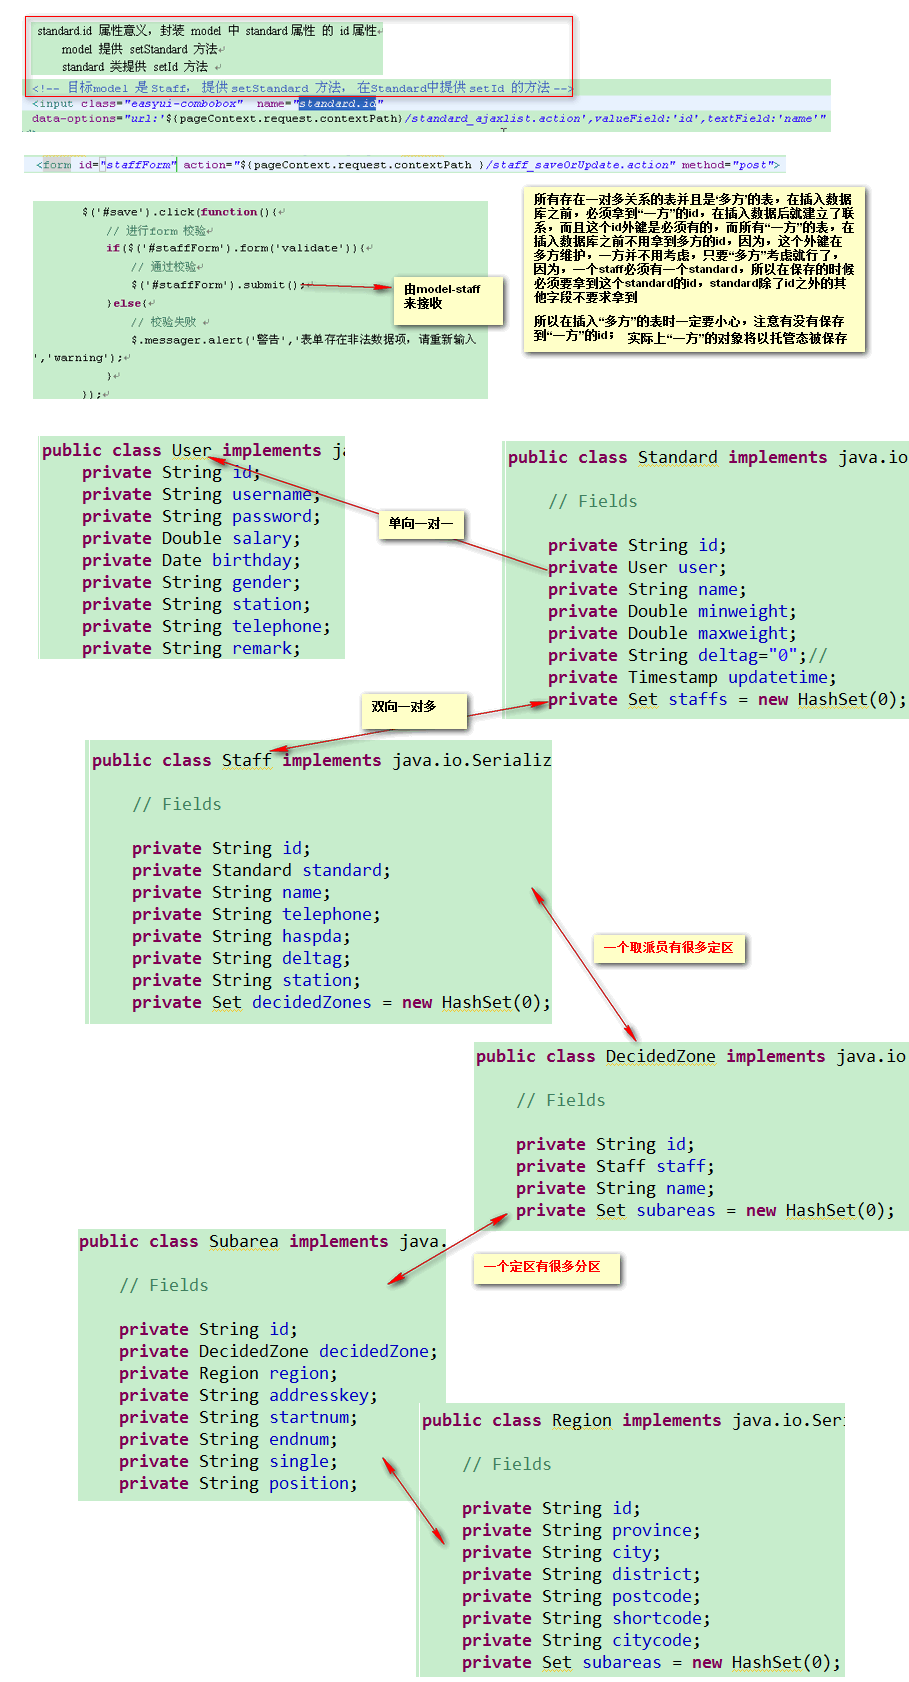 standard.id 属性意义，封装 model 中 standard 属性 的 id 属性
model 提供 setStandard 方法
standard 类提供 setId 方法
<!-- 目标model 是 Staff， 提供 setStandard 方法， 在Standard中提供 setId 的方法 -->
<input class="easyui-combobox" name="standard.id"
data-options="url:'${pageContext.request.contextPath}/standard_ajaxlist.action',valueField:'id',textField:'name'"
<form id="staffForm" action="${pageContext.request.contextPath }/staff_saveOrUpdate.action" method="post">
$('#save').click(function(){
// 进行form 校验
if($('#staffForm').form('validate')){
// 通过校验
$('#staffForm').submit();
}else{
// 校验失败
$.messager.alert('警告','表单存在非法数据项，请重新输入
','warning');
}
});
由model-staff
来接收
所有存在一对多关系的表并且是‘多方’的表，在插入数据
库之前，必须拿到“一方”的id，在插入数据后就建立了联
系，而且这个id外键是必须有的，而所有“一方”的表，在
插入数据库之前不用拿到多方的id，因为，这个外键在
多方维护，一方并不用考虑，只要“多方”考虑就行了，
因为，一个staff必须有一个standard，所以在保存的时候
必须要拿到这个standard的id，standard除了id之外的其
他字段不要求拿到
所以在插入“多方”的表时一定要小心，注意有没有保存
到“一方”的id； 实际上“一方”的对象将以托管态被保存
public class User implements ja
private String id;
private String username;
private String password;
private Double salary;
private Date birthday;
private String gender;
private String station;
private String telephone;
private String remark;
单向一对一
public class Standard implements java.io
// Fields
private String id;
private User user;
private String name;
private Double minweight;
private Double maxweight;
private String deltag="0";//
private Timestamp updatetime;
private Set staffs = new HashSet(0);
双向一对多
public class Staff implements java.io.Serializ
// Fields
private String id;
private Standard standard;
private String name;
private String telephone;
private String haspda;
private String deltag;
private String station;
private Set decidedZones = new HashSet(0);
一个取派员有很多定区
public class DecidedZone implements java.io
// Fields
private String id;
private Staff staff;
private String name;
private Set subareas = new HashSet(0);
一个定区有很多分区
public class Subarea implements java.
// Fields
private String id;
private DecidedZone decidedZone;
private Region region;
private String addresskey;
private String startnum;
private String endnum;
private String single;
private String position;
public class Region implements java.io.Seri
// Fields
private String id;
private String province;
private String city;
private String district;
private String postcode;
private String shortcode;
private String citycode;
private Set subareas = new HashSet(0);